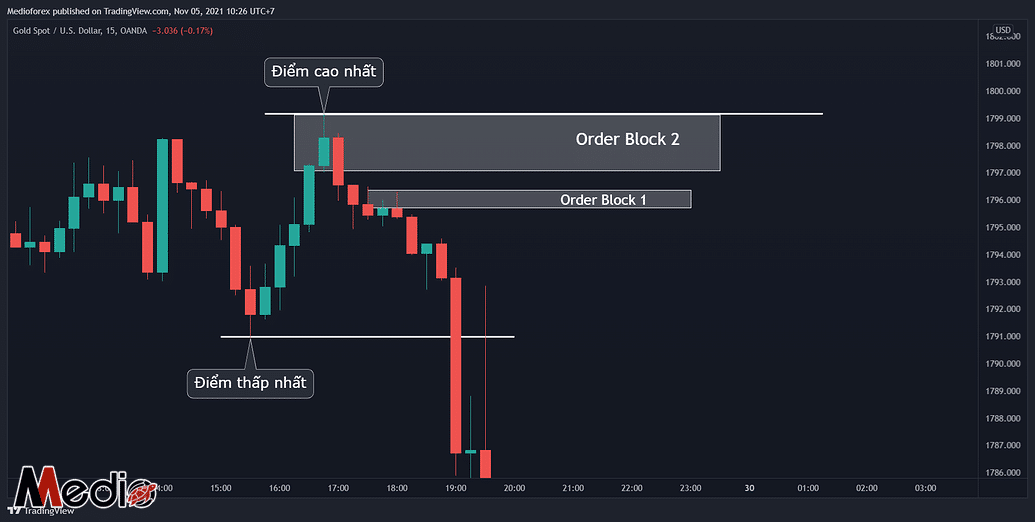 Medioforex published on TradingView.com, Nov 05, 2021 10:26 UTC+7
Gold Spot / U.S. Dollar, 15, OANDA −3.036 (−0.17%)
USD
1802.000
1801.000
Điểm cao nhất
1800.000
1799.000
Order Block 2
1798.000
1797.000
1796.000
Order Block 1
1795.000
1794.000
1793.000
1792.000
1791.000
1790.000
Điểm thấp nhất
1789.000
1788.000
1787.000
1786.000
Medio
15:00 16:00 17:00 18:00 19:00 20:00 21:00 22:00 23:00 30 01:00 02:00 03:00
TradingView